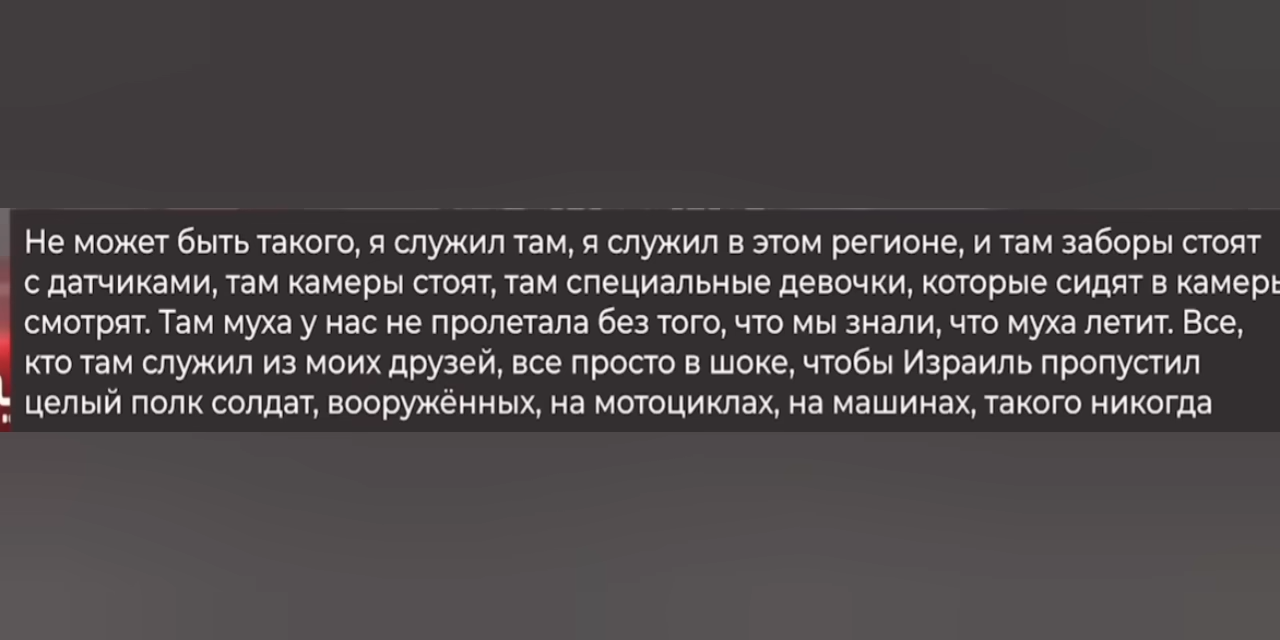 Не может быть такого, я служил там, я служил в этом регионе, и там заборы стоят
с датчиками, там камеры стоят, там специальные девочки, которые сидят в камеры
смотрят. Там муха у нас не пролетала без того, что мы знали, что муха летит. Все,
кто там служил из моих друзей, все просто в шоке, чтобы Израиль пропустил
целый полк солдат, вооружённых, на мотоциклах, на машинах, такого никогда